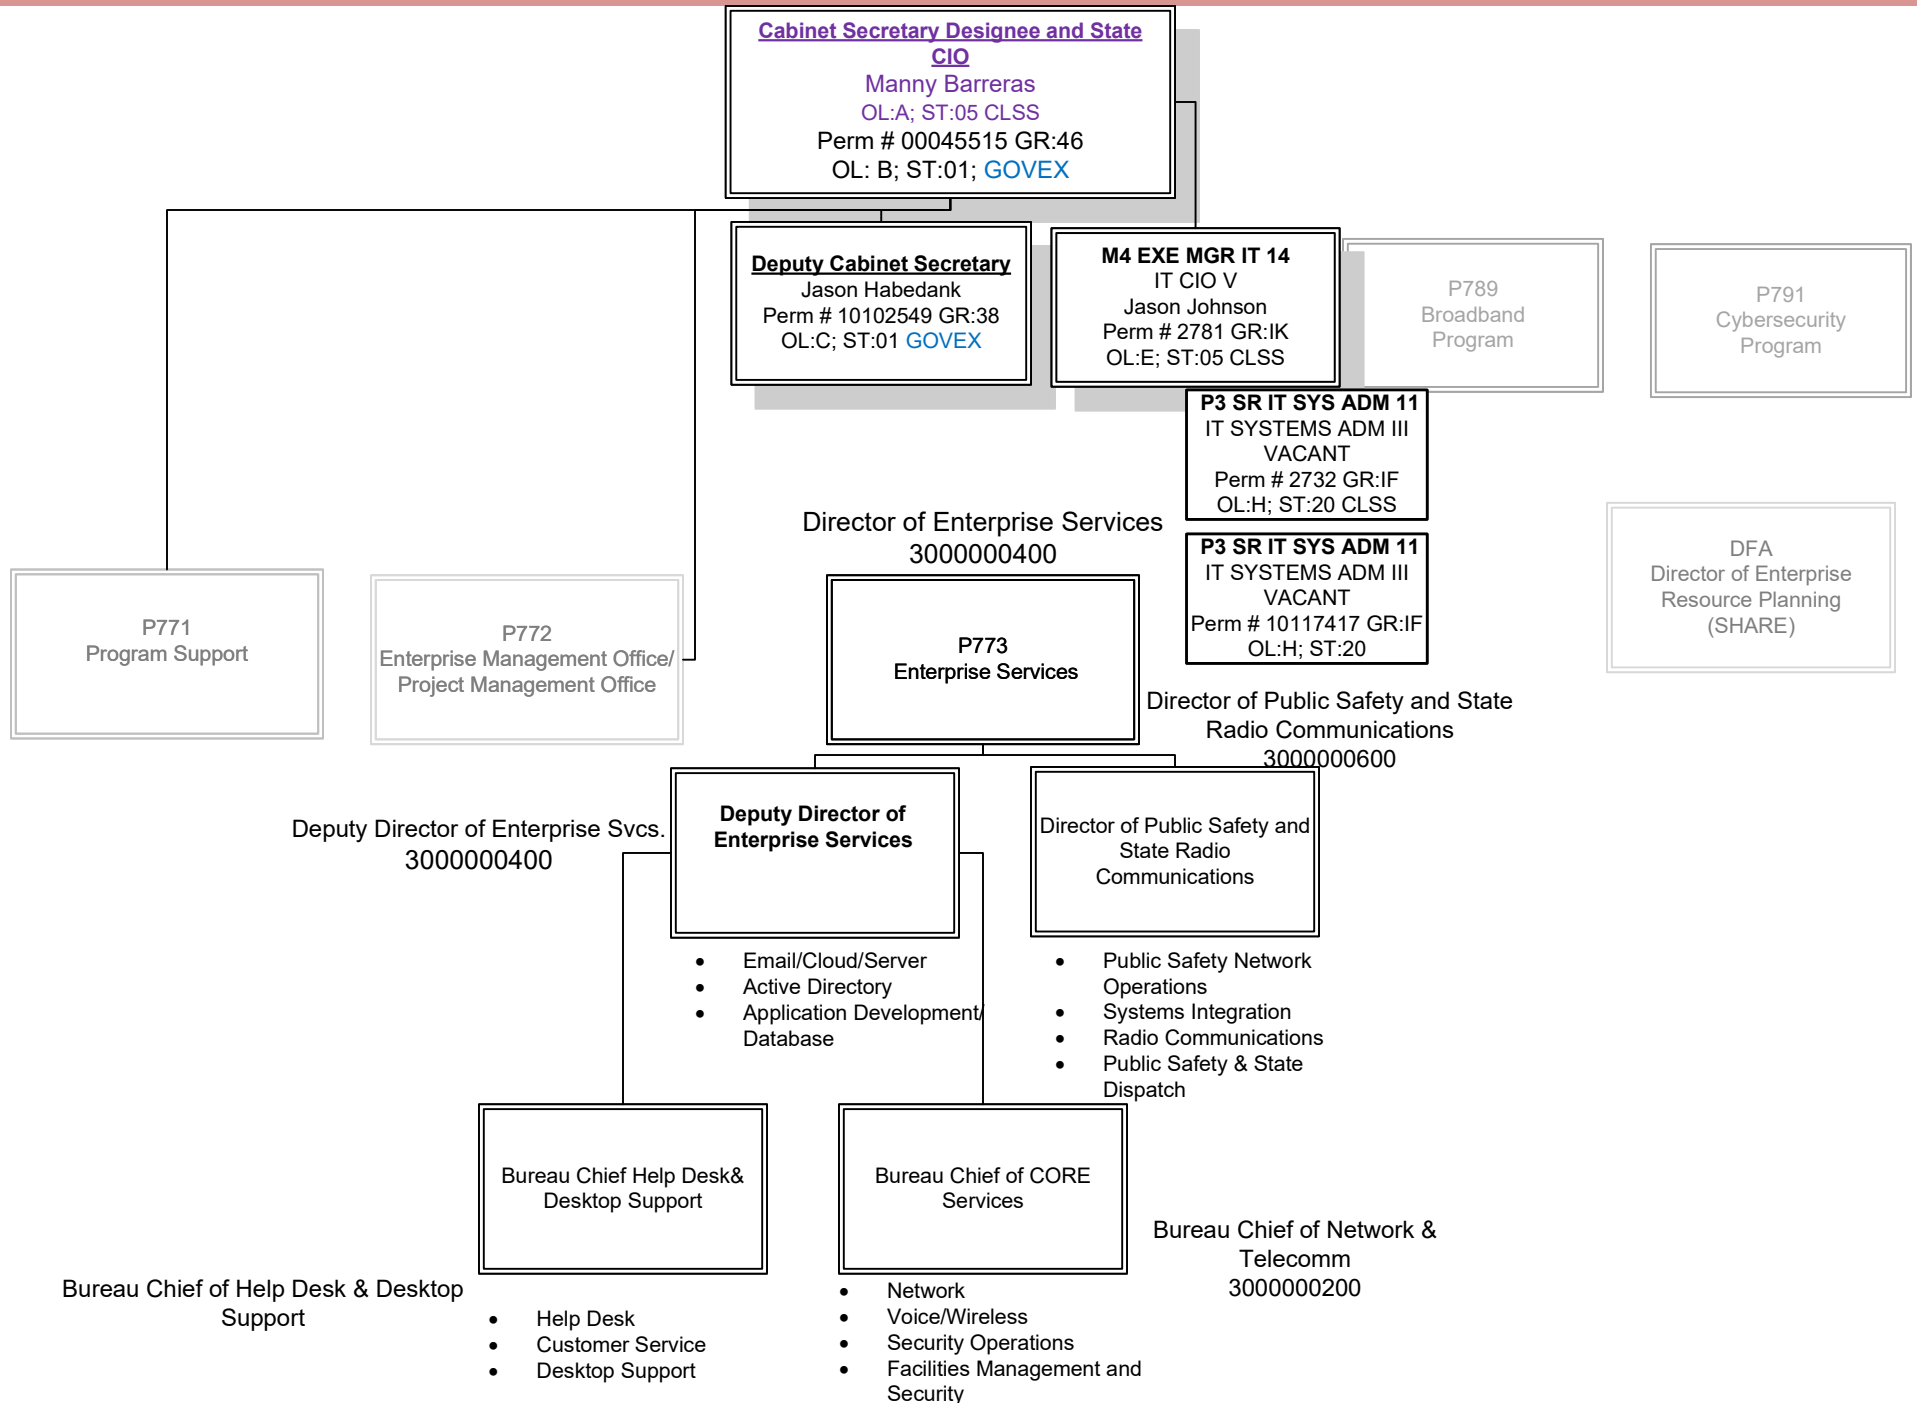 Cabinet Secretary Designee and State
CIO
Manny Barreras
OL:A; ST:05 CLSS
Perm # 00045515 GR:46
OL: B; ST:01; GOVEX
Deputy Cabinet Secretary
Jason Habedank
Perm # 10102549 GR:38
OL:C; ST:01 GOVEX
M4 EXE MGR IT 14
IT CIO V
Jason Johnson
Perm # 2781 GR:IK
OL:E; ST:05 CLSS
P789
Broadband
Program
P791
Cybersecurity
Program
P3 SR IT SYS ADM 11
IT SYSTEMS ADM III
VACANT
Perm # 2732 GR:IF
OL:H; ST:20 CLSS
P3 SR IT SYS ADM 11
IT SYSTEMS ADM III
VACANT
Perm # 10117417 GR:IF
OL:H; ST:20
Director of Enterprise Services
3000000400
P771
Program Support
P772
Enterprise Management Office/
Project Management Office
P773
Enterprise Services
DFA
Director of Enterprise
Resource Planning
(SHARE)
Director of Public Safety and State
Radio Communications
3000000600
Deputy Director of Enterprise Svcs.
3000000400
Deputy Director of
Enterprise Services
Director of Public Safety and
State Radio
Communications
• Email/Cloud/Server
• Active Directory
• Application Development/
Database
• Public Safety Network
Operations
• Systems Integration
• Radio Communications
• Public Safety & State
Dispatch
Bureau Chief Help Desk&
Desktop Support
Bureau Chief of CORE
Services
Bureau Chief of Network &
Telecomm
3000000200
Bureau Chief of Help Desk & Desktop
Support
• Help Desk
• Customer Service
• Desktop Support
• Network
• Voice/Wireless
• Security Operations
• Facilities Management and
Security